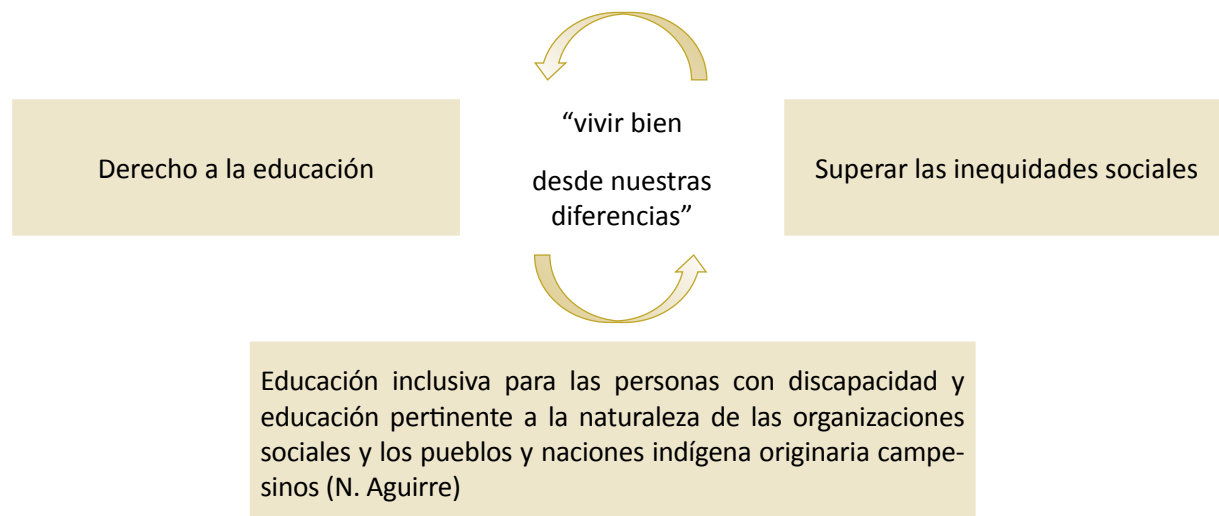 “vivir bien
desde nuestras
diferencias”
Derecho a la educación
Superar las inequidades sociales
Educación inclusiva para las personas con discapacidad y
educación pertinente a la naturaleza de las organizaciones
sociales y los pueblos y naciones indígena originaria campe-
sinos (N. Aguirre)